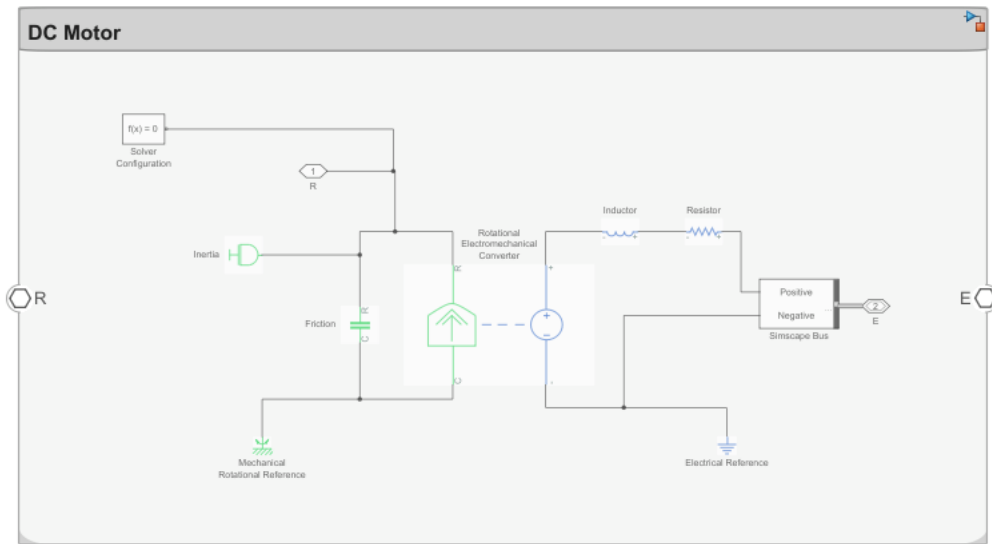 DC Motor
f(x) = 0
Solver
Configuration
1
R
Inductor
Resistor
Rotational
Electromechanical
Converter
Inertia
R
+
-
+
-
+
R
+
Positive
R
E
Friction
+
-
Negative
2
E
C
Simscape Bus
C
-
Mechanical
Rotational Reference
Electrical Reference